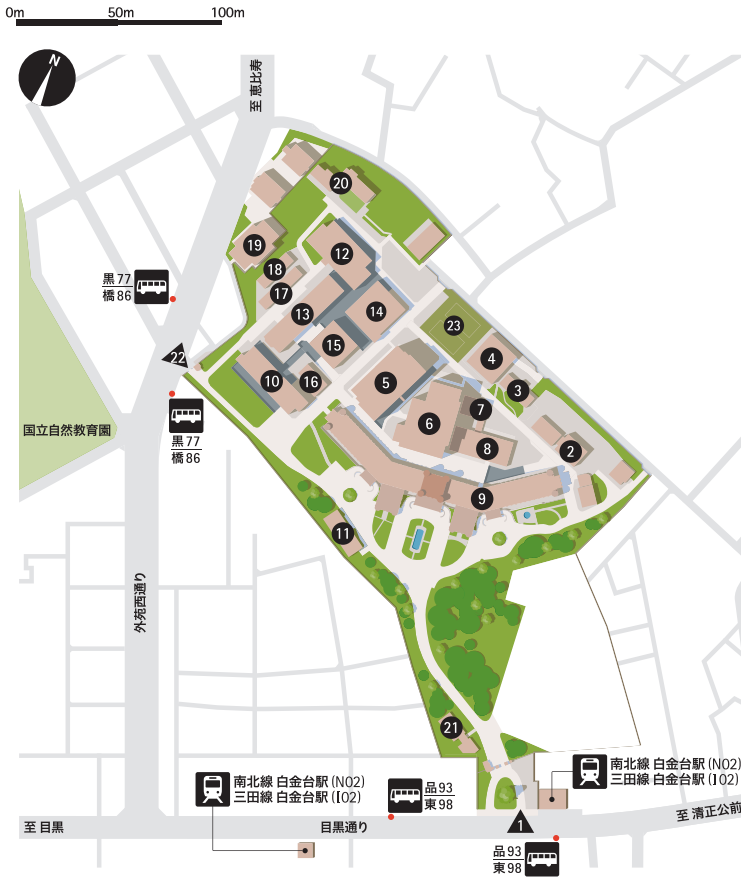 0m 50m 100m
N
至 恵比寿
20
19
12
18
17
13
14
黒 77
橋 86
23
15
22
4
5
10
16
3
黒 77
橋 86
6
7
国立自然教育園
8
2
9
11
外苑西通り
21
南北線 白金台駅 (N02)
三田線 白金台駅 (I02)
南北線 白金台駅 (N02)
三田線 白金台駅 (I02)
品 93
東 98
至 目黒
目黒通り
1
至 清正公前
品 93
東 98